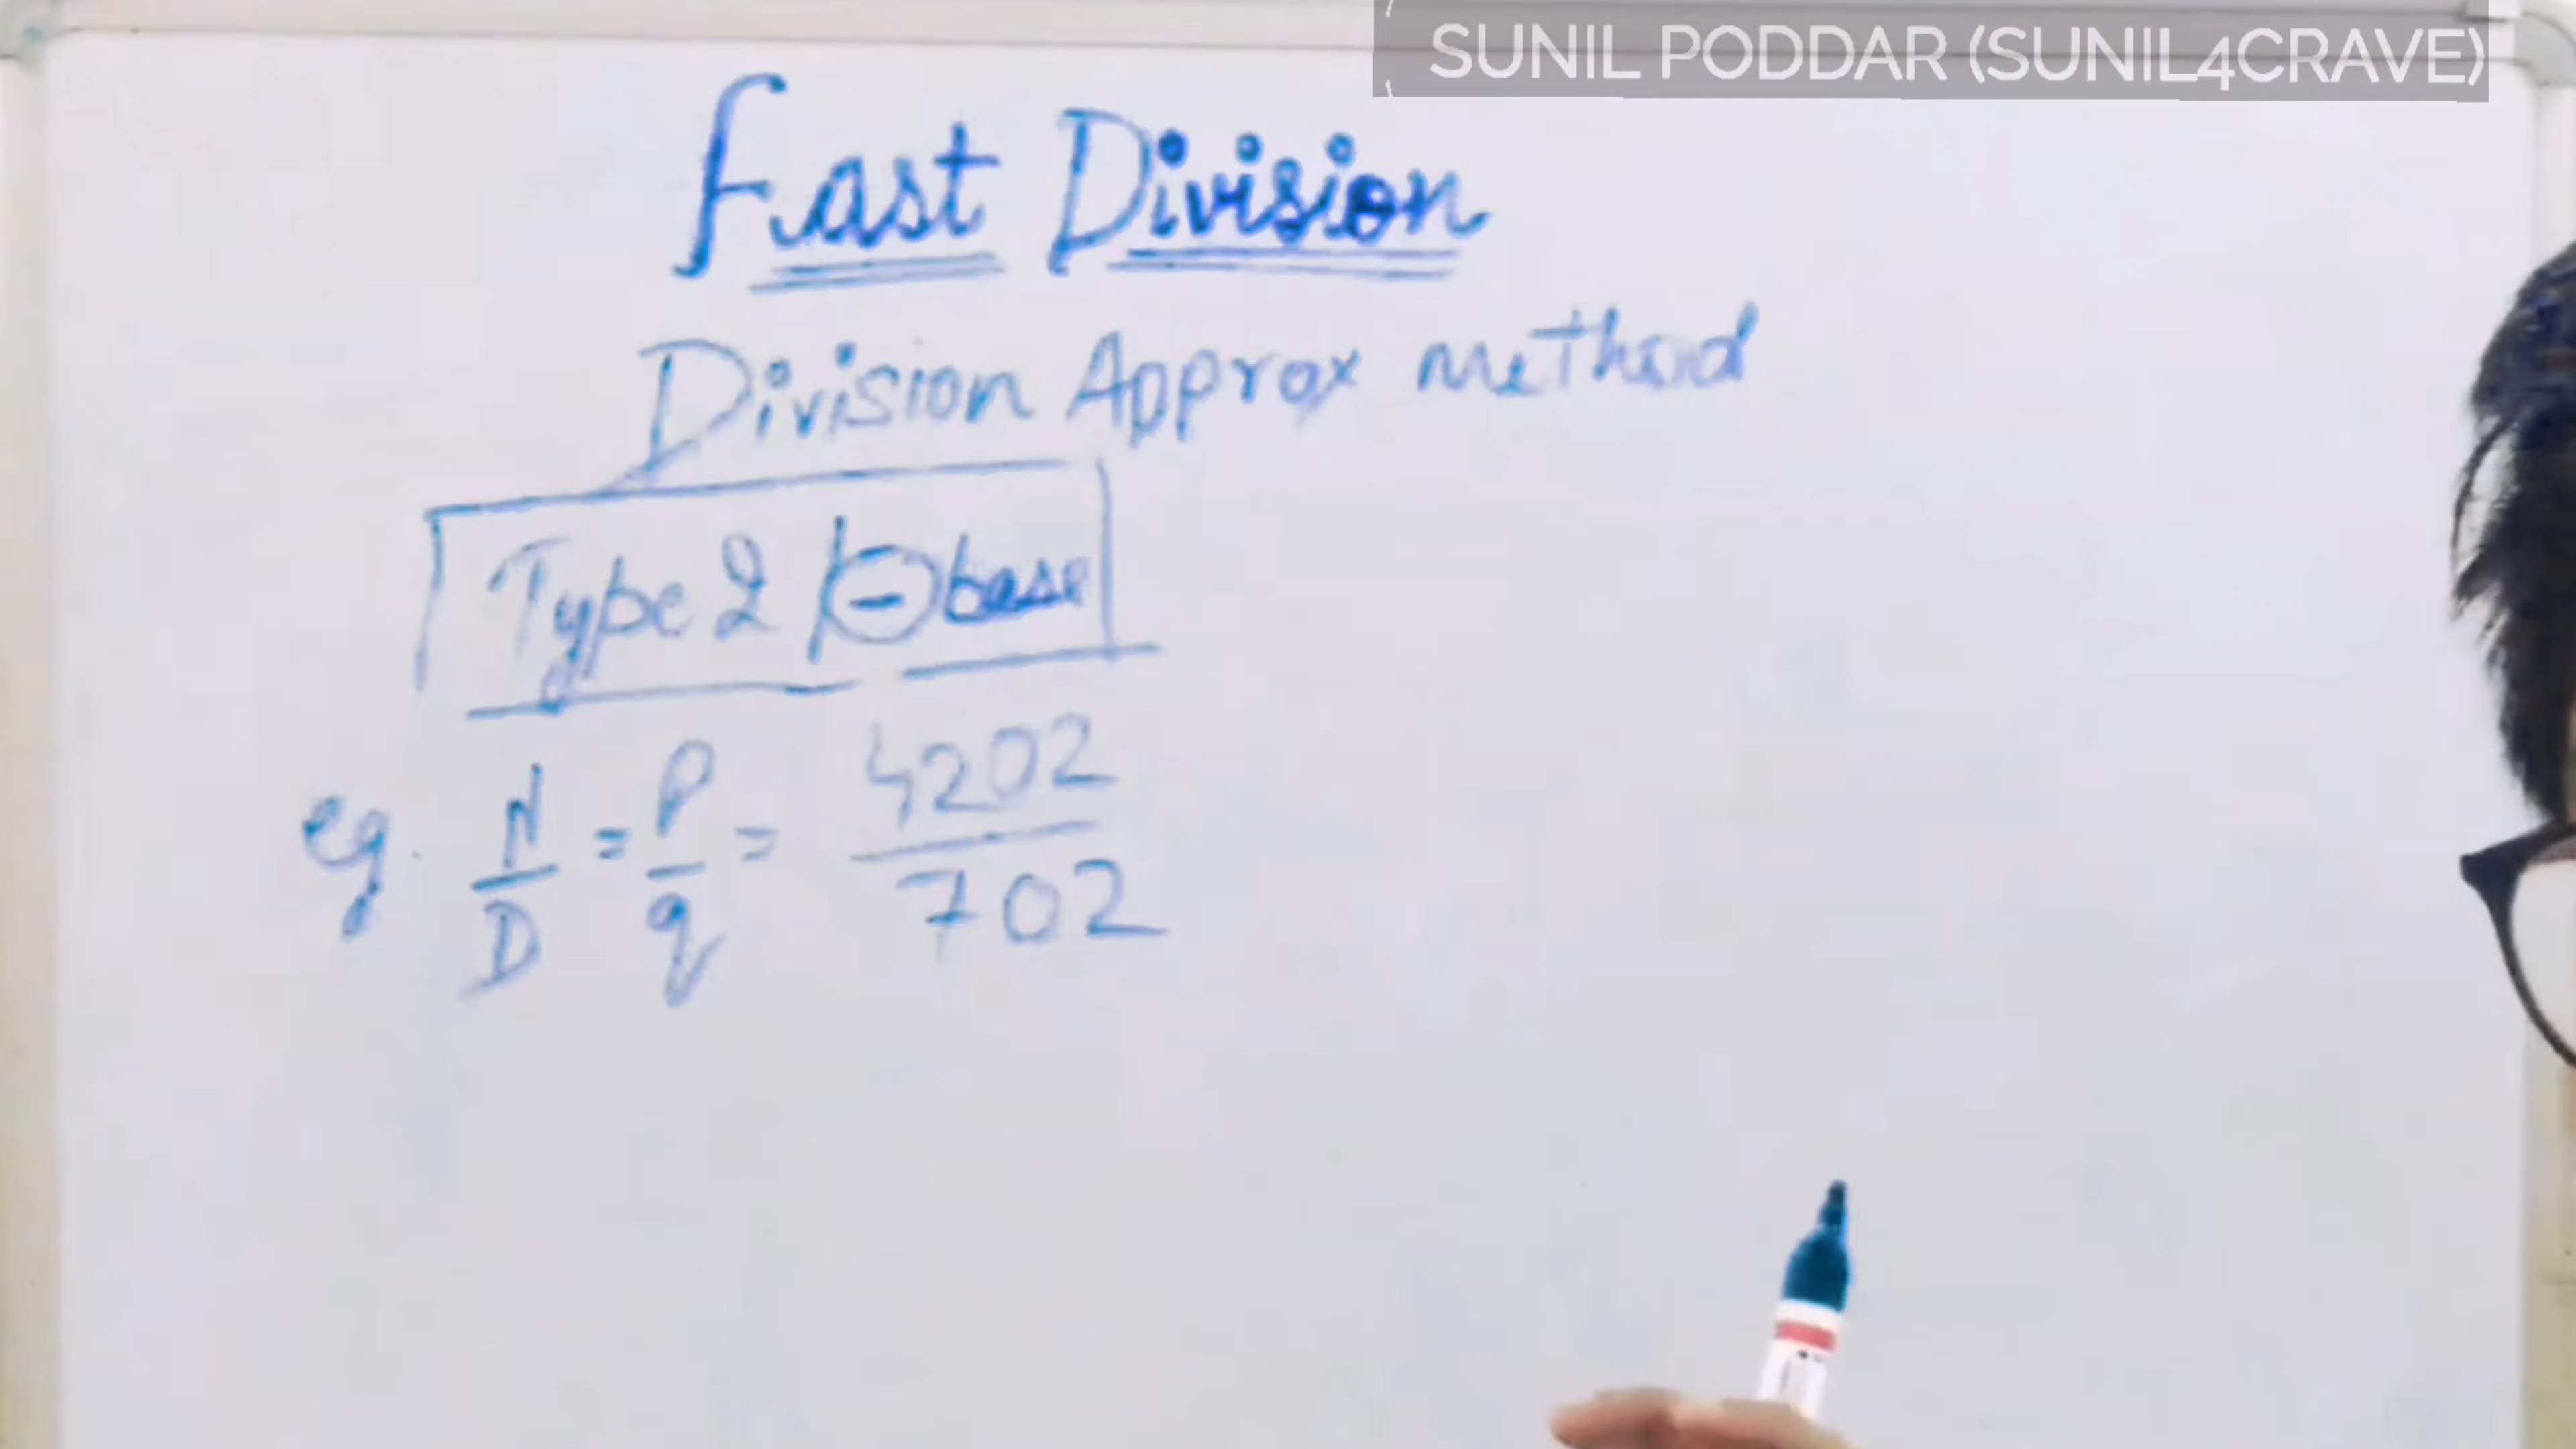 SUNIL PODDAR (SUNIL4CRAVE)
Fast Division
Division Approx method
Type 2 / ⊖ base
eg. N/D = P/q = 4202/702